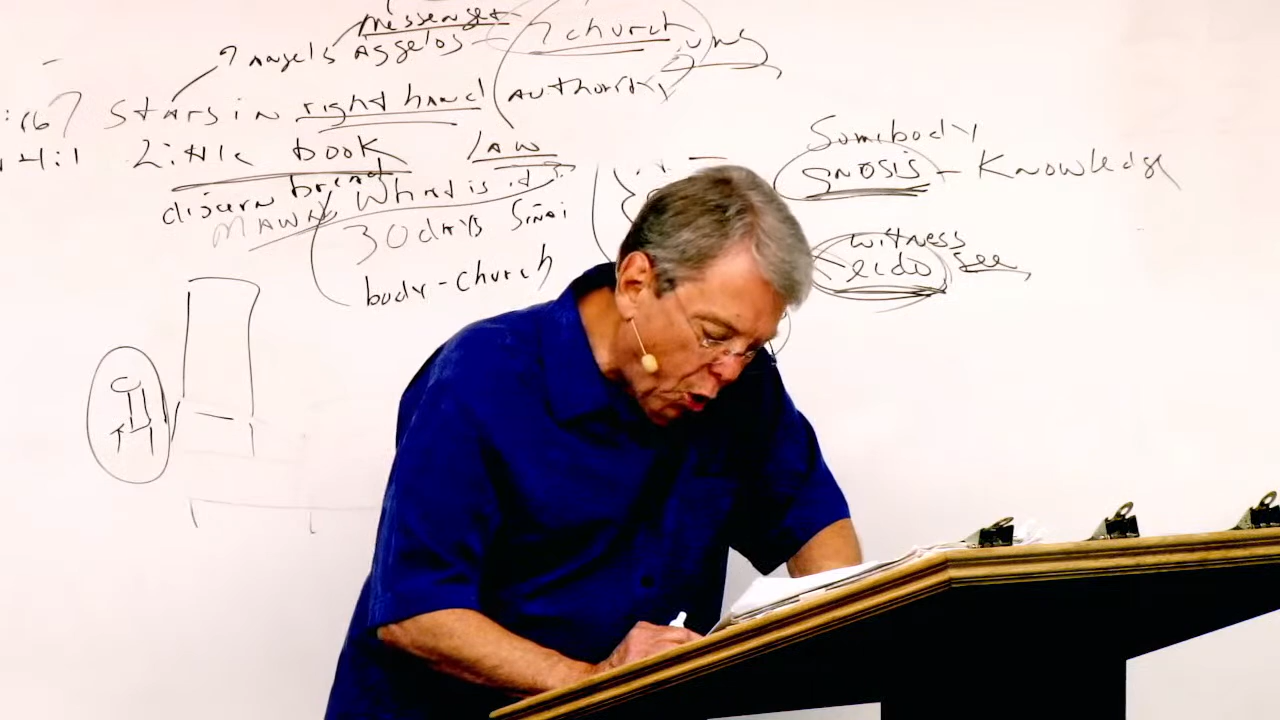 messenger
7 Angels Aggelos - 7 church
:16 7 stars in right hand Authority
4:1 Little book LAW
discern bread What is it?
MAWN
30 days Sinai
body - church
Somebody
gnosis - Knowledge
witness
eido see